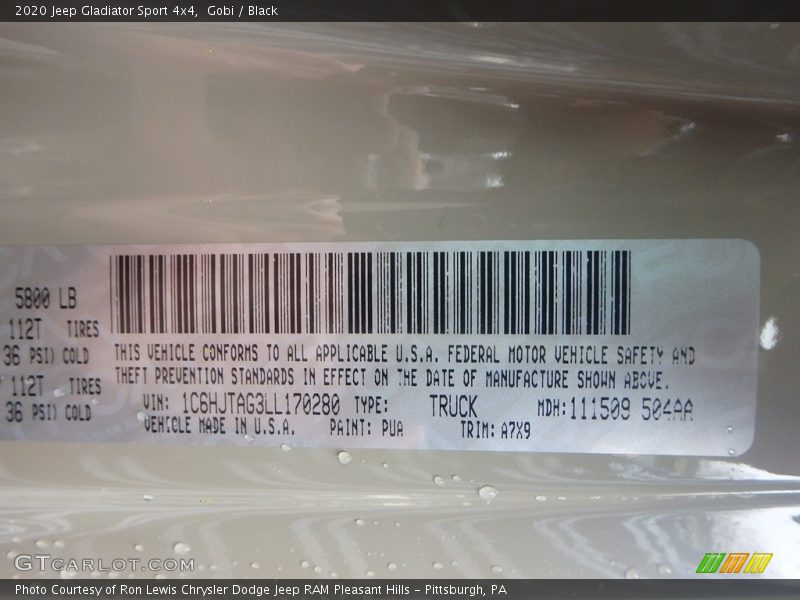 2020 Jeep Gladiator Sport 4x4, Gobi / Black
5800 LB
112T TIRES
36 PSI) COLD
112T TIRES
36 PSI) COLD
THIS VEHICLE CONFORMS TO ALL APPLICABLE U.S.A. FEDERAL MOTOR VEHICLE SAFETY AND
THEFT PREVENTION STANDARDS IN EFFECT ON THE DATE OF MANUFACTURE SHOWN ABOVE.
VIN: 1C6HJTAG3LL170280 TYPE: TRUCK MDH: 111509 504AA
VEHICLE MADE IN U.S.A. PAINT: PUA TRIM: A7X9
GTCARLOT.COM
Photo Courtesy of Ron Lewis Chrysler Dodge Jeep RAM Pleasant Hills - Pittsburgh, PA